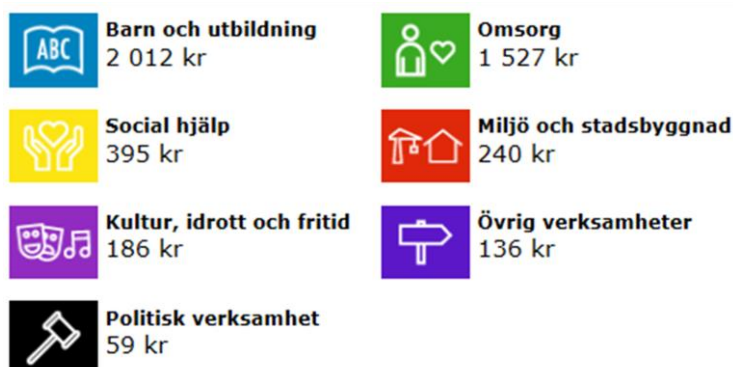 ABC
Barn och utbildning
2 012 kr
Omsorg
1 527 kr
Social hjälp
395 kr
Miljö och stadsbyggnad
240 kr
Kultur, idrott och fritid
186 kr
Övrig verksamheter
136 kr
Politisk verksamhet
59 kr